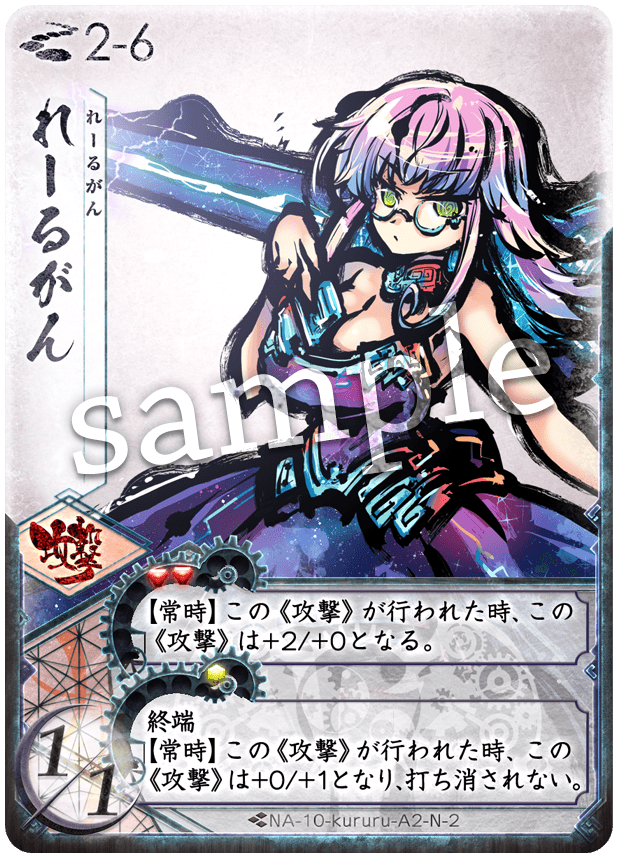 2-6
れーるがん
れーるがん
sample
攻撃
【常時】この《攻撃》が行われた時、この
《攻撃》は+2/+0となる。
終端
【常時】この《攻撃》が行われた時、この
《攻撃》は+0/+1となり、打ち消されない。
1/1
NA-10-kururu-A2-N-2